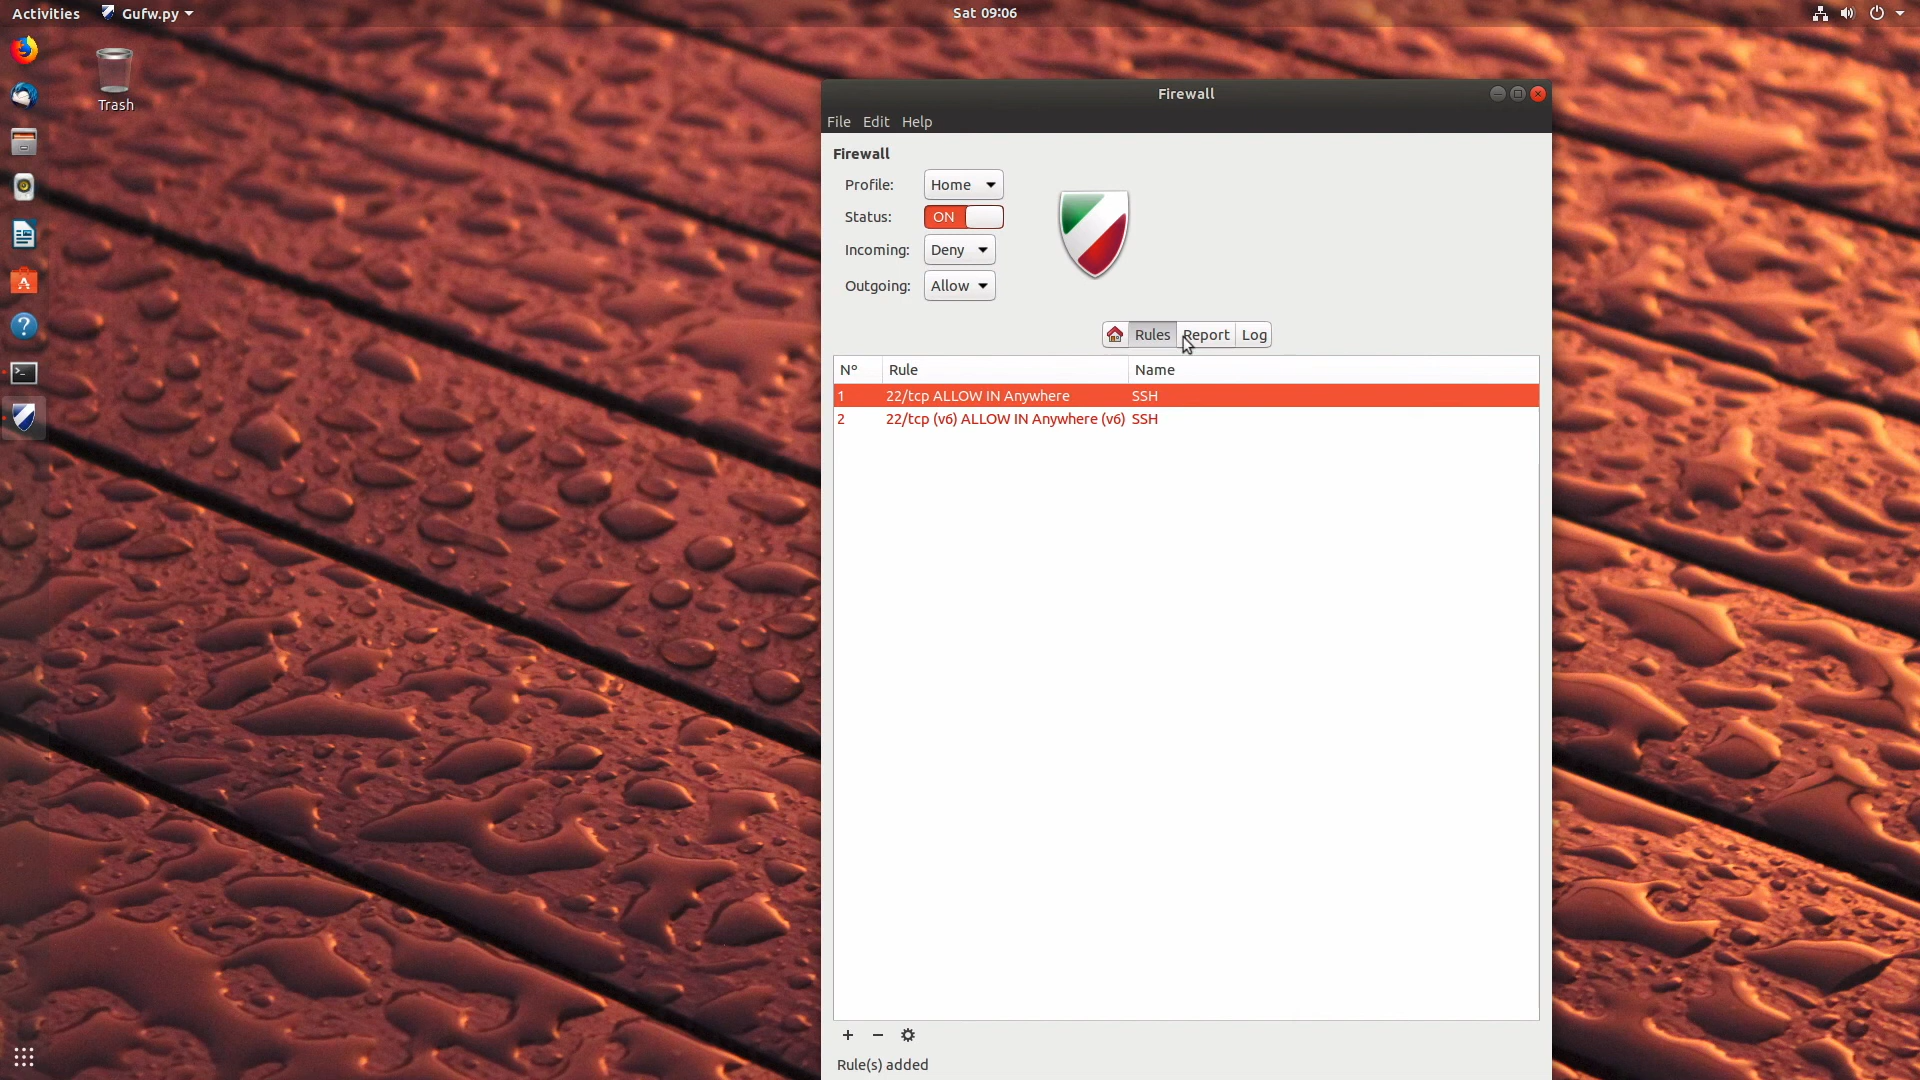 Activities Gufw.py Sat 09:06
Trash
Firewall
File Edit Help
Firewall
Profile: Home
Status: ON
Incoming: Deny
Outgoing: Allow
Rules Report Log
Nº Rule Name
1 22/tcp ALLOW IN Anywhere SSH
2 22/tcp (v6) ALLOW IN Anywhere (v6) SSH
Rule(s) added